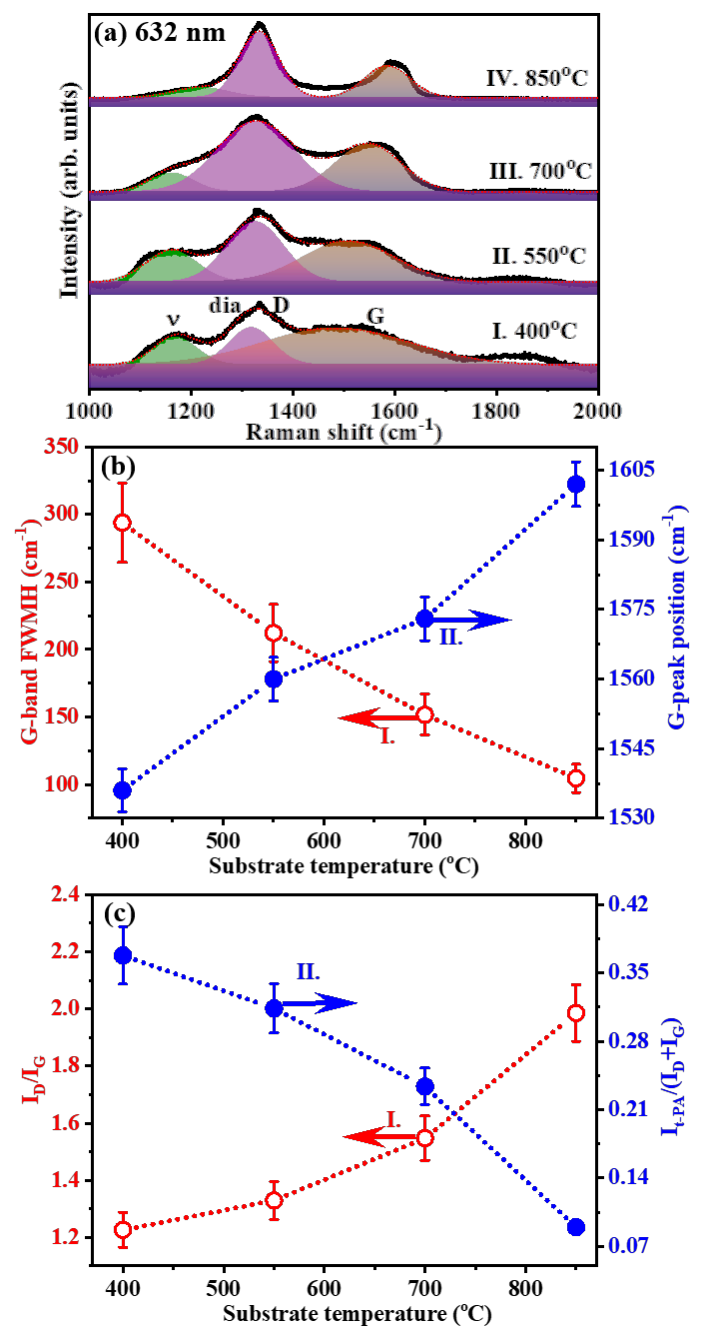 (a) 632 nm
IV. 850°C
III. 700°C
II. 550°C
ν dia D G I. 400°C
Intensity (arb. units)
1000 1200 1400 1600 1800 2000
Raman shift (cm⁻¹)
(b)
350
300
250
200
150
100
G-band FWMH (cm⁻¹)
1605
1590
1575
1560
1545
1530
G-peak position (cm⁻¹)
II.
I.
400 500 600 700 800
Substrate temperature (°C)
(c)
2.4
2.2
2.0
1.8
1.6
1.4
1.2
I_D/I_G
0.42
0.35
0.28
0.21
0.14
0.07
I_t-PA/(I_D+I_G)
II.
I.
400 500 600 700 800
Substrate temperature (°C)